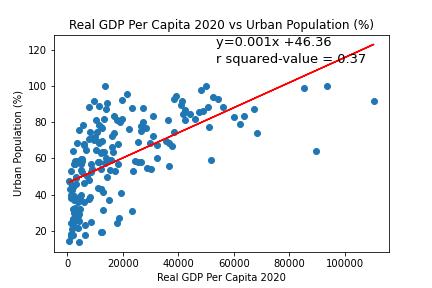 Real GDP Per Capita 2020 vs Urban Population (%)
y=0.001x +46.36
r squared-value = 0.37
120
100
80
60
40
20
Urban Population (%)
0
20000
40000
60000
80000
100000
Real GDP Per Capita 2020